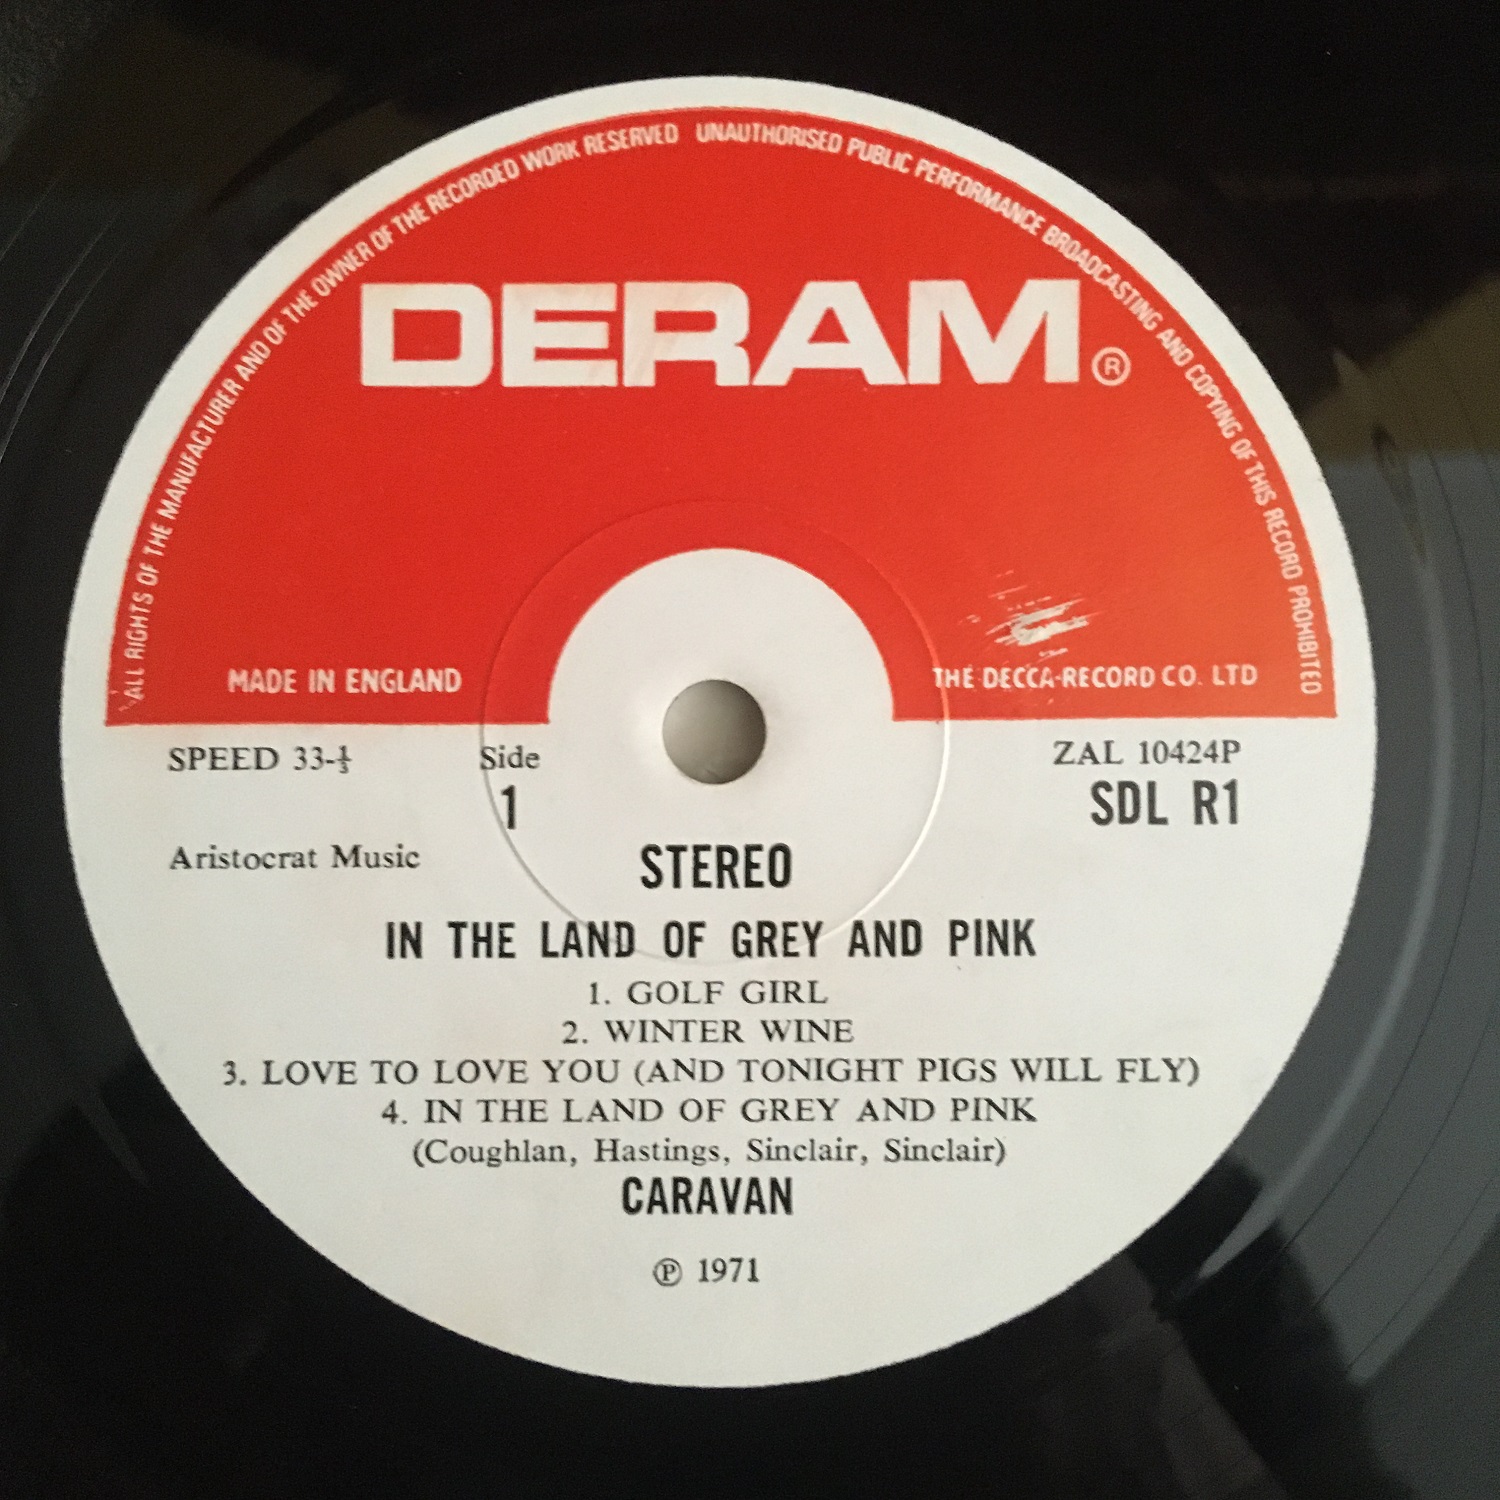 ALL RIGHTS OF THE MANUFACTURER AND OF THE OWNER OF THE RECORDED WORK RESERVED UNAUTHORISED PUBLIC PERFORMANCE BROADCASTING AND COPYING OF THIS RECORD PROHIBITED
DERAM®
MADE IN ENGLAND
THE DECCA RECORD CO. LTD
SPEED 33-⅓
Side
1
ZAL 10424P
SDL R1
Aristocrat Music
STEREO
IN THE LAND OF GREY AND PINK
1. GOLF GIRL
2. WINTER WINE
3. LOVE TO LOVE YOU (AND TONIGHT PIGS WILL FLY)
4. IN THE LAND OF GREY AND PINK
(Coughlan, Hastings, Sinclair, Sinclair)
CARAVAN
℗ 1971